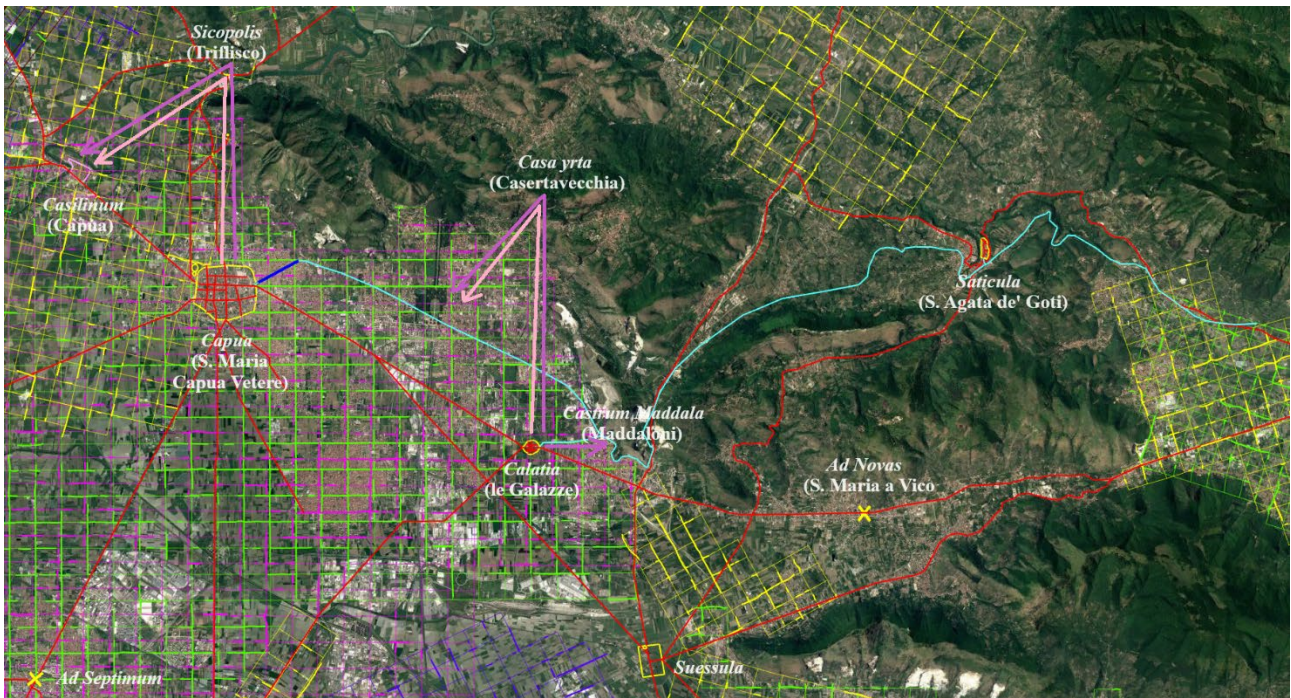 Sicopolis
(Triflisco)
Casa yrta
(Casertavecchia)
Casilinum
(Capua)
Saticula
(S. Agata de' Goti)
Capua
(S. Maria
Capua Vetere)
Castrum Maddala
(Maddaloni)
Calatia
(le Galazze)
Ad Novas
(S. Maria a Vico
Suessula
Ad Septimum